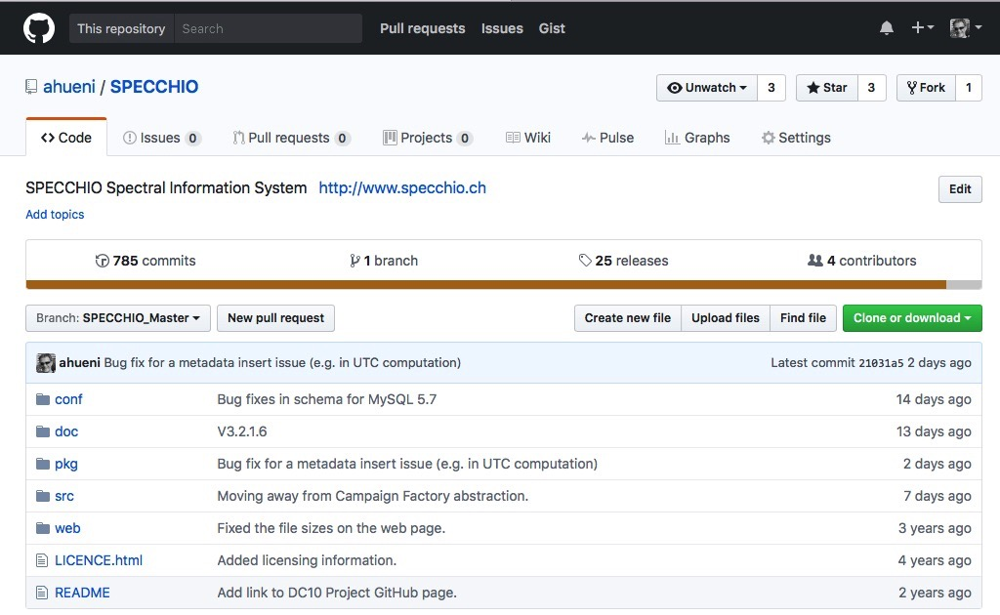 This repository Search Pull requests Issues Gist
ahueni / SPECCHIO Unwatch 3 Star 3 Fork 1
Code Issues 0 Pull requests 0 Projects 0 Wiki Pulse Graphs Settings
SPECCHIO Spectral Information System http://www.specchio.ch Edit
Add topics
785 commits 1 branch 25 releases 4 contributors
Branch: SPECCHIO_Master New pull request Create new file Upload files Find file Clone or download
ahueni Bug fix for a metadata insert issue (e.g. in UTC computation) Latest commit 21031a5 2 days ago
conf Bug fixes in schema for MySQL 5.7 14 days ago
doc V3.2.1.6 13 days ago
pkg Bug fix for a metadata insert issue (e.g. in UTC computation) 2 days ago
src Moving away from Campaign Factory abstraction. 7 days ago
web Fixed the file sizes on the web page. 3 years ago
LICENCE.html Added licensing information. 4 years ago
README Add link to DC10 Project GitHub page. 2 years ago